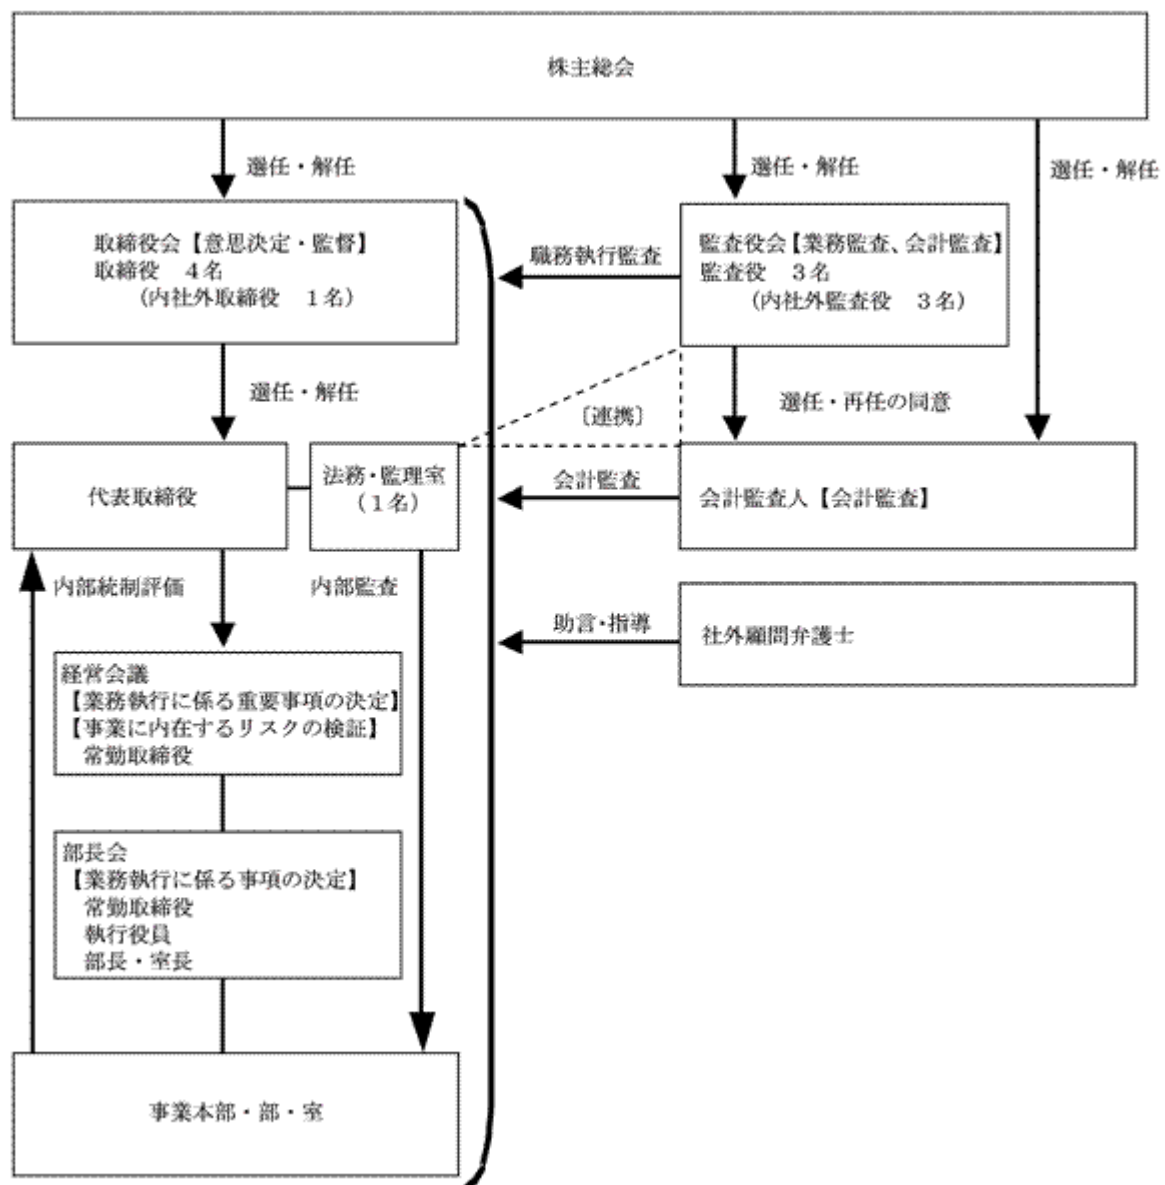 株主総会
選任・解任
選任・解任
選任・解任
取締役会【意思決定・監督】
取締役　4名
（内社外取締役　1名）
職務執行監査
監査役会【業務監査、会計監査】
監査役　3名
（内社外監査役　3名）
選任・解任
〔連携〕
選任・再任の同意
代表取締役
法務・監理室
（1名）
会計監査
会計監査人【会計監査】
内部統制評価
内部監査
助言・指導
社外顧問弁護士
経営会議
【業務執行に係る重要事項の決定】
【事業に内在するリスクの検証】
常勤取締役
部長会
【業務執行に係る事項の決定】
常勤取締役
執行役員
部長・室長
事業本部・部・室